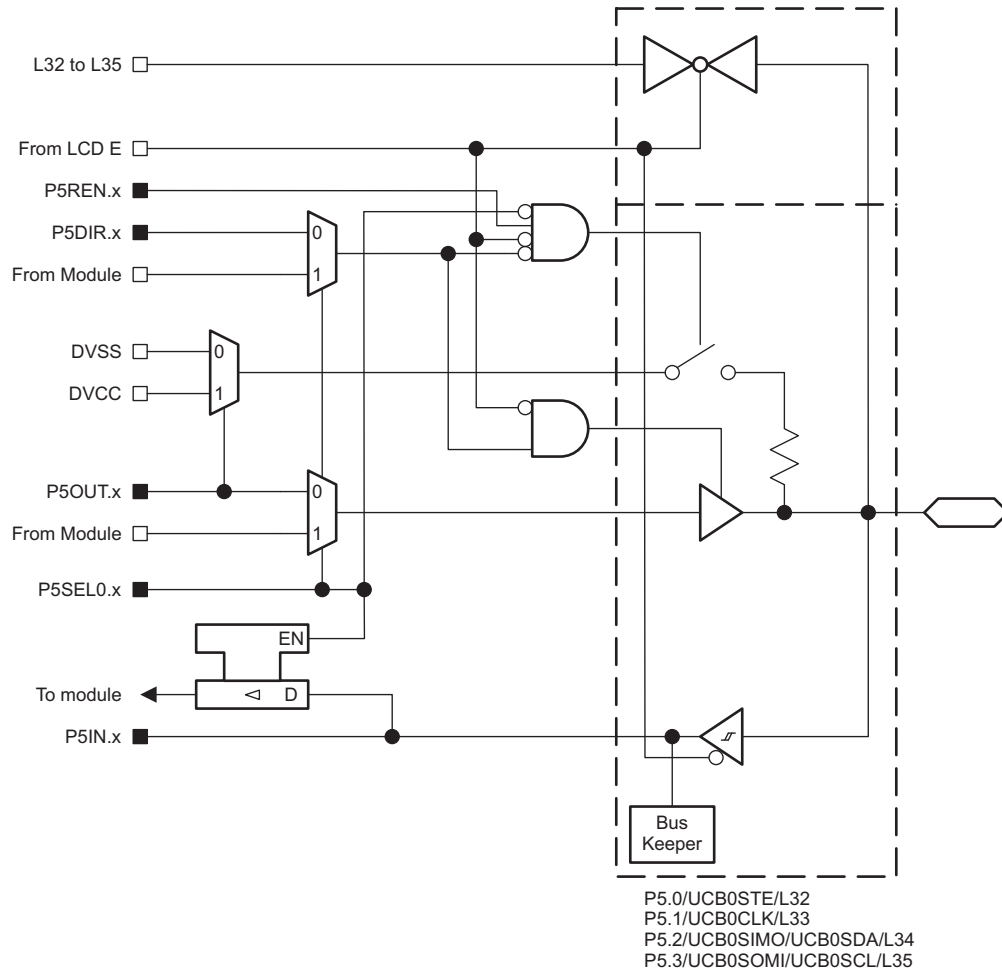 L32 to L35
From LCD E
P5REN.x
P5DIR.x
0
From Module
1
DVSS
0
DVCC
1
P5OUT.x
0
From Module
1
P5SEL0.x
EN
To module
D
P5IN.x
Bus
Keeper
P5.0/UCB0STE/L32
P5.1/UCB0CLK/L33
P5.2/UCB0SIMO/UCB0SDA/L34
P5.3/UCB0SOMI/UCB0SCL/L35